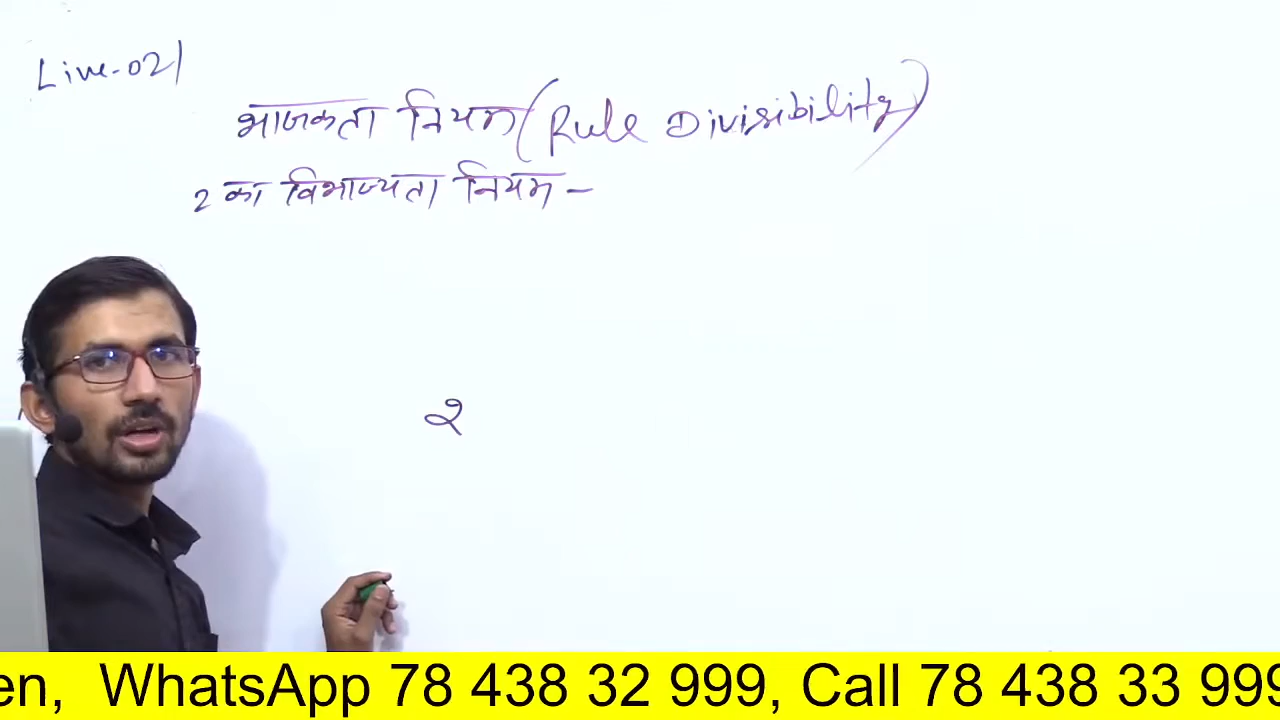 Live-021
भाजकता नियम (Rule Divisibility)
2 का विभाज्यता नियम -
2
en, WhatsApp 78 438 32 999, Call 78 438 33 999